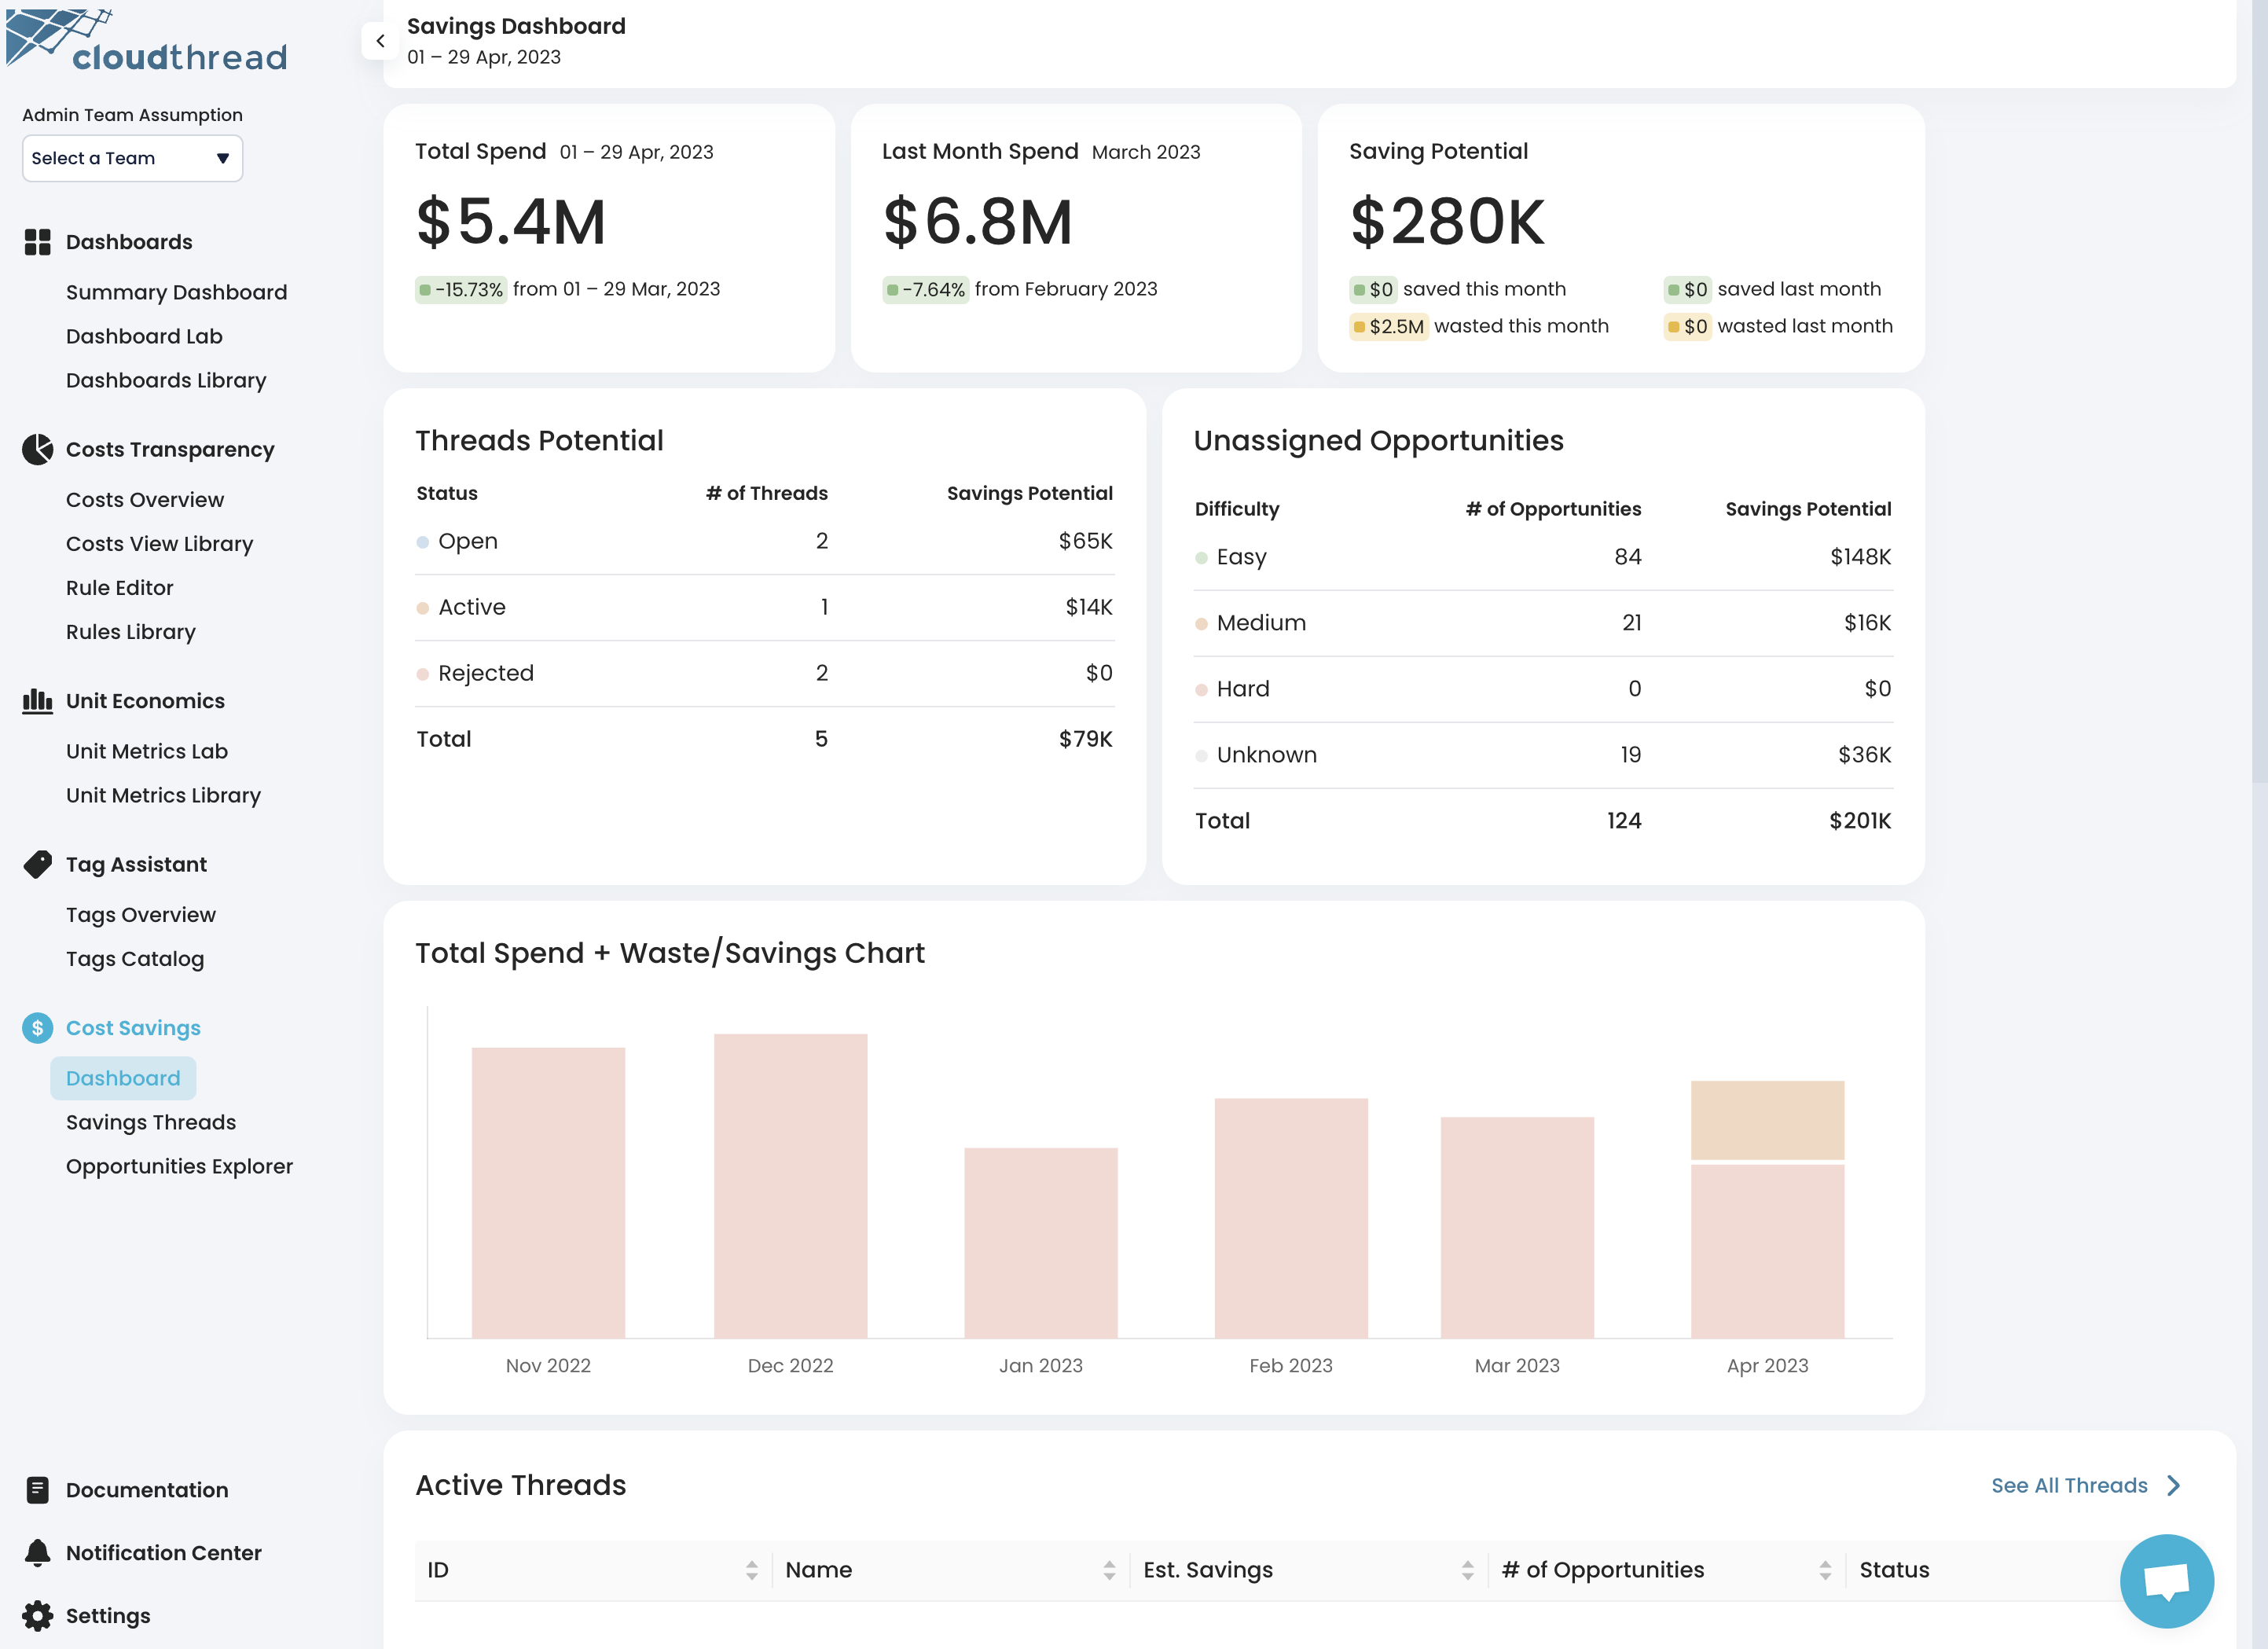 cloudthread
Admin Team Assumption
Select a Team
Dashboards
Summary Dashboard
Dashboard Lab
Dashboards Library
Costs Transparency
Costs Overview
Costs View Library
Rule Editor
Rules Library
Unit Economics
Unit Metrics Lab
Unit Metrics Library
Tag Assistant
Tags Overview
Tags Catalog
$ Cost Savings
Dashboard
Savings Threads
Opportunities Explorer
Documentation
Notification Center
Settings
Savings Dashboard
01 – 29 Apr, 2023
Total Spend 01 – 29 Apr, 2023
$5.4M
-15.73% from 01 – 29 Mar, 2023
Last Month Spend March 2023
$6.8M
-7.64% from February 2023
Saving Potential
$280K
$0 saved this month $0 saved last month
$2.5M wasted this month $0 wasted last month
Threads Potential
Status # of Threads Savings Potential
Open 2 $65K
Active 1 $14K
Rejected 2 $0
Total 5 $79K
Unassigned Opportunities
Difficulty # of Opportunities Savings Potential
Easy 84 $148K
Medium 21 $16K
Hard 0 $0
Unknown 19 $36K
Total 124 $201K
Total Spend + Waste/Savings Chart
Nov 2022 Dec 2022 Jan 2023 Feb 2023 Mar 2023 Apr 2023
Active Threads
See All Threads
ID Name Est. Savings # of Opportunities Status